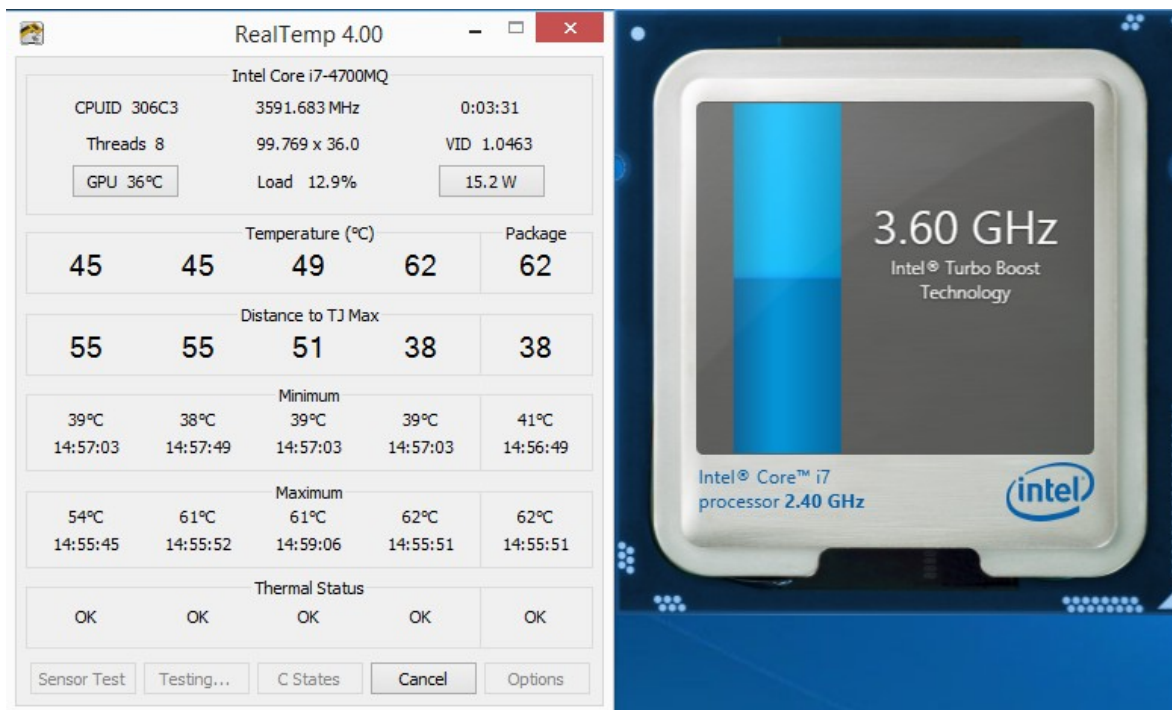 RealTemp 4.00
Intel Core i7-4700MQ
CPUID 306C3 3591.683 MHz 0:03:31
Threads 8 99.769 x 36.0 VID 1.0463
GPU 36°C Load 12.9% 15.2 W
Temperature (°C) Package
45 45 49 62 62
Distance to TJ Max
55 55 51 38 38
Minimum
39°C 38°C 39°C 39°C 41°C
14:57:03 14:57:49 14:57:03 14:57:03 14:56:49
Maximum
54°C 61°C 61°C 62°C 62°C
14:55:45 14:55:52 14:59:06 14:55:51 14:55:51
Thermal Status
OK OK OK OK OK
Sensor Test Testing... C States Cancel Options
3.60 GHz
Intel® Turbo Boost
Technology
Intel® Core™ i7
processor 2.40 GHz
intel